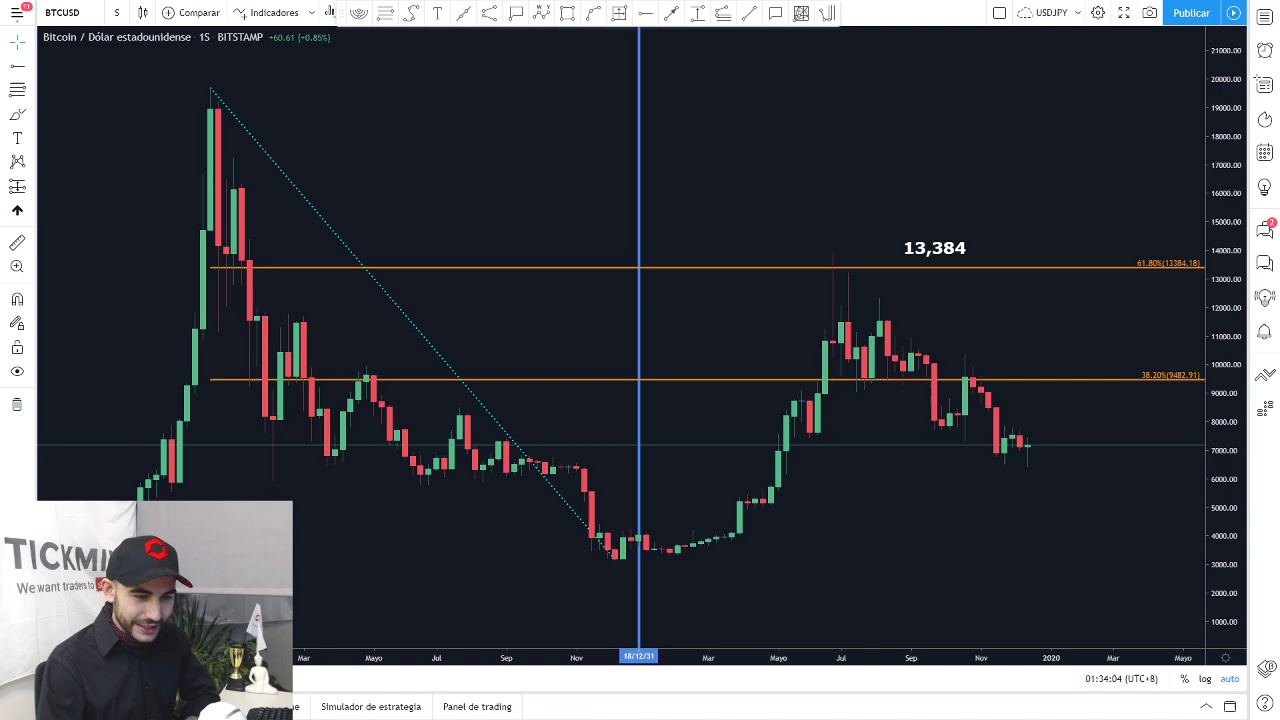 11
BTCUSD
S
Comparar
Indicadores
USDJPY
Publicar
Bitcoin / Dólar estadounidense · 1S · BITSTAMP +60.61 (+0.85%)
21000.00
20000.00
19000.00
18000.00
17000.00
16000.00
15000.00
14000.00
13000.00
12000.00
11000.00
10000.00
9000.00
8000.00
7000.00
6000.00
5000.00
4000.00
3000.00
2000.00
1000.00
13,384
61.80%(13384.18)
38.20%(9482.91)
2
TICKMI
We want traders to
Mar
Mayo
Jul
Sep
Nov
18/12/31
Mar
Mayo
Jul
Sep
Nov
2020
Mar
Mayo
01:34:04 (UTC+8)
%
log
auto
Simulador de estrategia
Panel de trading